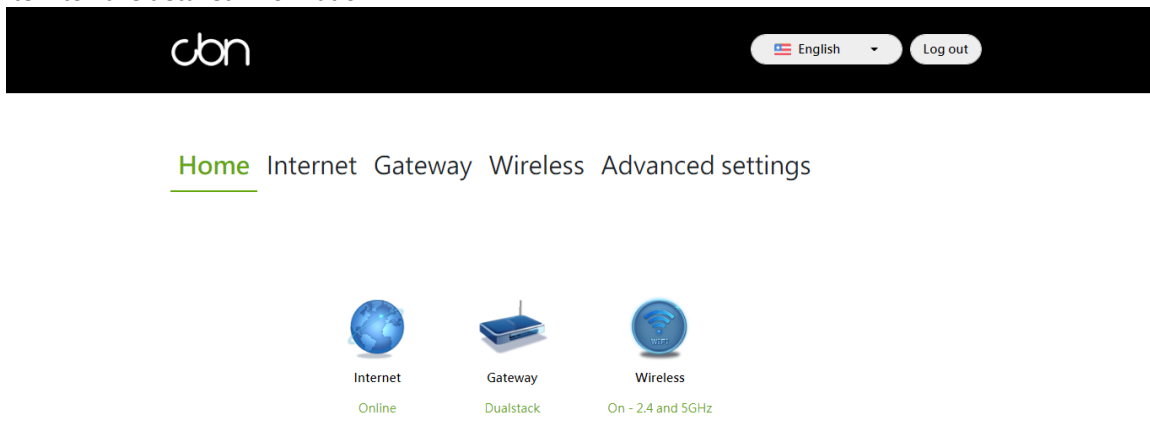 cbn
English
Log out
Home Internet Gateway Wireless Advanced settings
WiFi
Internet Gateway Wireless
Online Dualstack On - 2.4 and 5GHz